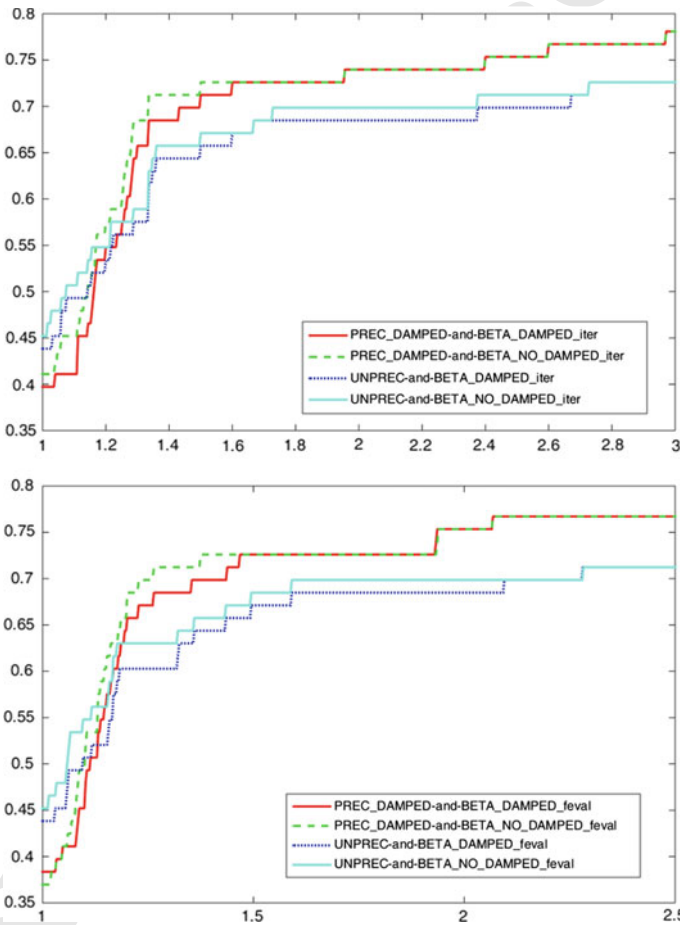 0.8
0.75
0.7
0.65
0.6
0.55
0.5
0.45
0.4
0.35
PREC_DAMPED-and-BETA_DAMPED_iter
PREC_DAMPED-and-BETA_NO_DAMPED_iter
UNPREC-and-BETA_DAMPED_iter
UNPREC-and-BETA_NO_DAMPED_iter
1 1.2 1.4 1.6 1.8 2 2.2 2.4 2.6 2.8 3
0.8
0.75
0.7
0.65
0.6
0.55
0.5
0.45
0.4
0.35
PREC_DAMPED-and-BETA_DAMPED_feval
PREC_DAMPED-and-BETA_NO_DAMPED_feval
UNPREC-and-BETA_DAMPED_feval
UNPREC-and-BETA_NO_DAMPED_feval
1 1.5 2 2.5